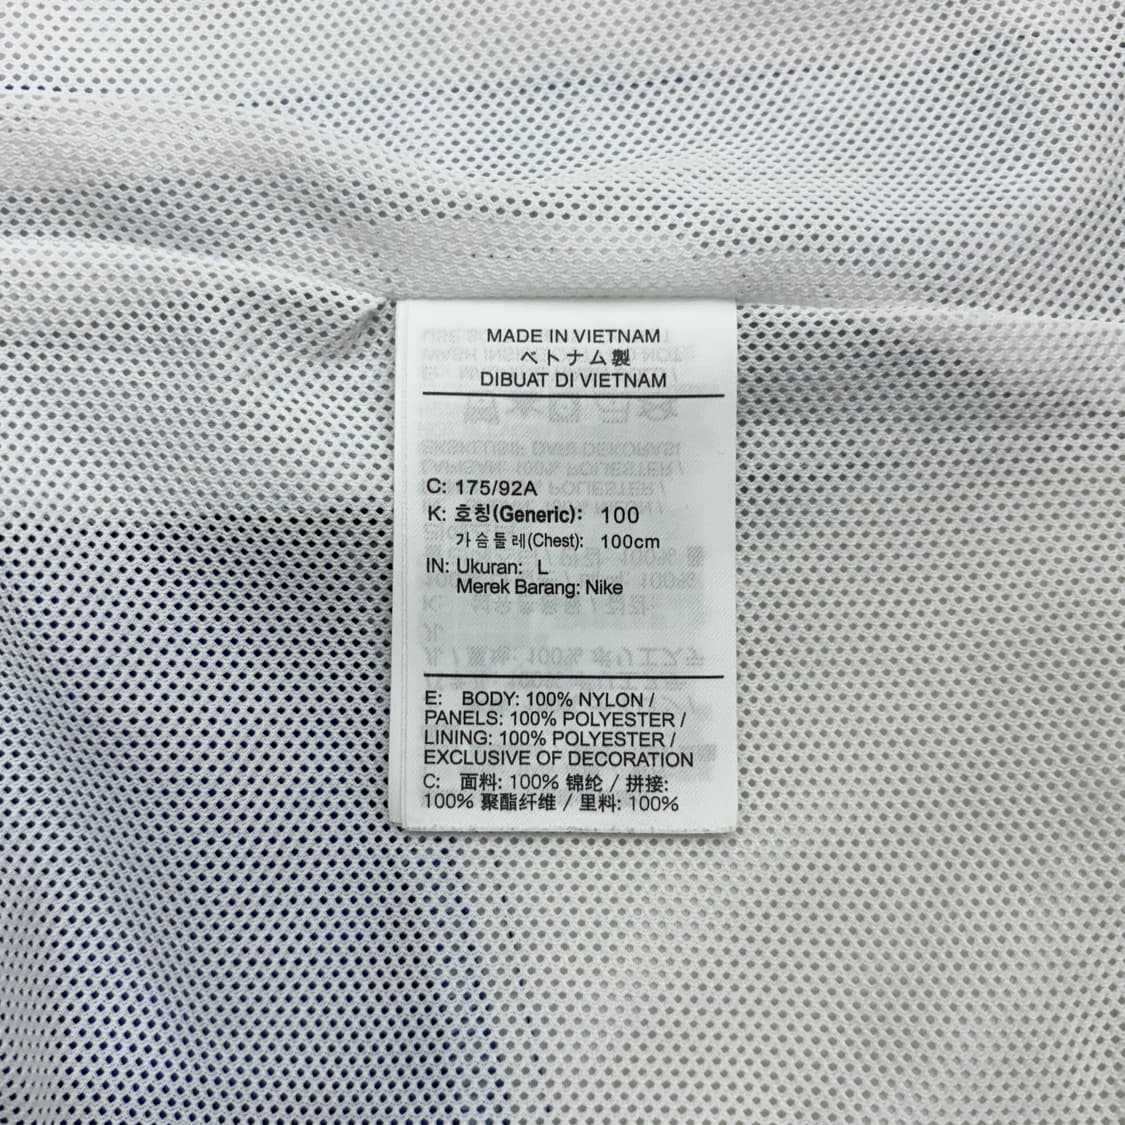 MADE IN VIETNAM
ベトナム製
DIBUAT DI VIETNAM
C: 175/92A
K: 호칭(Generic): 100
가슴둘레(Chest): 100cm
IN: Ukuran: L
Merek Barang: Nike
E: BODY: 100% NYLON /
PANELS: 100% POLYESTER /
LINING: 100% POLYESTER /
EXCLUSIVE OF DECORATION
C: 面料: 100% 锦纶 / 拼接:
100% 聚酯纤维 / 里料: 100%